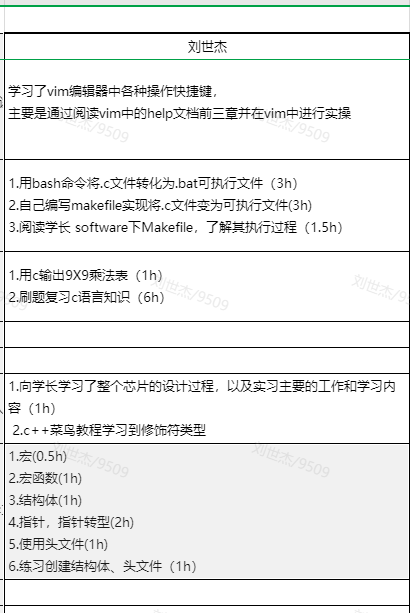 刘世杰
学习了vim编辑器中各种操作快捷键，
主要是通过阅读vim中的help文档前三章并在vim中进行实操
1.用bash命令将.c文件转化为.bat可执行文件（3h）
2.自己编写makefile实现将.c文件变为可执行文件(3h)
3.阅读学长 software下Makefile，了解其执行过程（1.5h）
1.用c输出9X9乘法表（1h）
2.刷题复习c语言知识（6h）
1.向学长学习了整个芯片的设计过程，以及实习主要的工作和学习内
容（1h）
2.c++菜鸟教程学习到修饰符类型
1.宏(0.5h)
2.宏函数(1h)
3.结构体(1h)
4.指针，指针转型(2h)
5.使用头文件(1h)
6.练习创建结构体、头文件（1h）
刘世杰/9509
刘世杰/9509
刘世杰/9509
刘世杰/9509